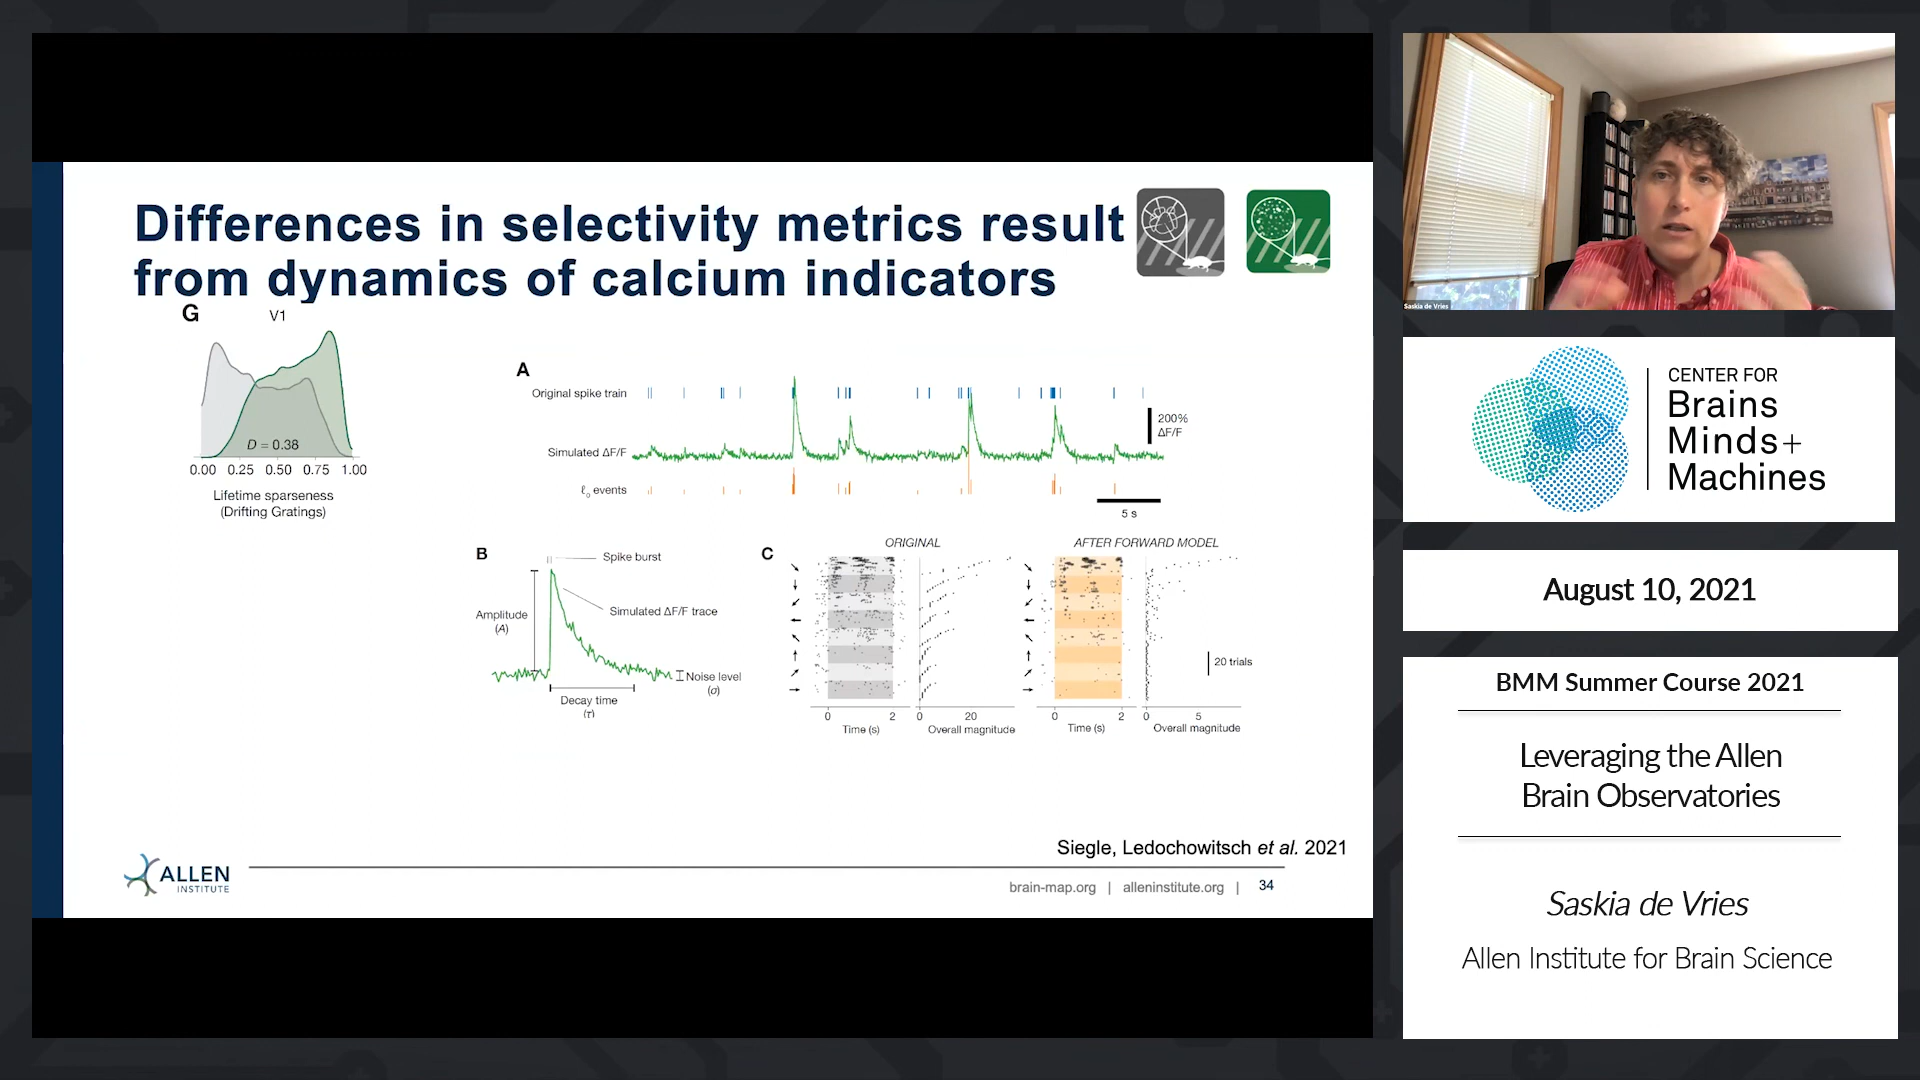 Differences in selectivity metrics result
from dynamics of calcium indicators
G
V1
D = 0.38
0.00 0.25 0.50 0.75 1.00
Lifetime sparseness
(Drifting Gratings)
A
Original spike train
200%
ΔF/F
Simulated ΔF/F
ℓ₀ events
5 s
B
Spike burst
Simulated ΔF/F trace
Amplitude
(A)
Noise level
(σ)
Decay time
(τ)
C
ORIGINAL
AFTER FORWARD MODEL
20 trials
0 2 0 20 0 2 0 5
Time (s) Overall magnitude Time (s) Overall magnitude
Siegle, Ledochowitsch et al. 2021
ALLEN
INSTITUTE
brain-map.org | alleninstitute.org | 34
Saskia de Vries
CENTER FOR
Brains
Minds+
Machines
August 10, 2021
BMM Summer Course 2021
Leveraging the Allen
Brain Observatories
Saskia de Vries
Allen Institute for Brain Science